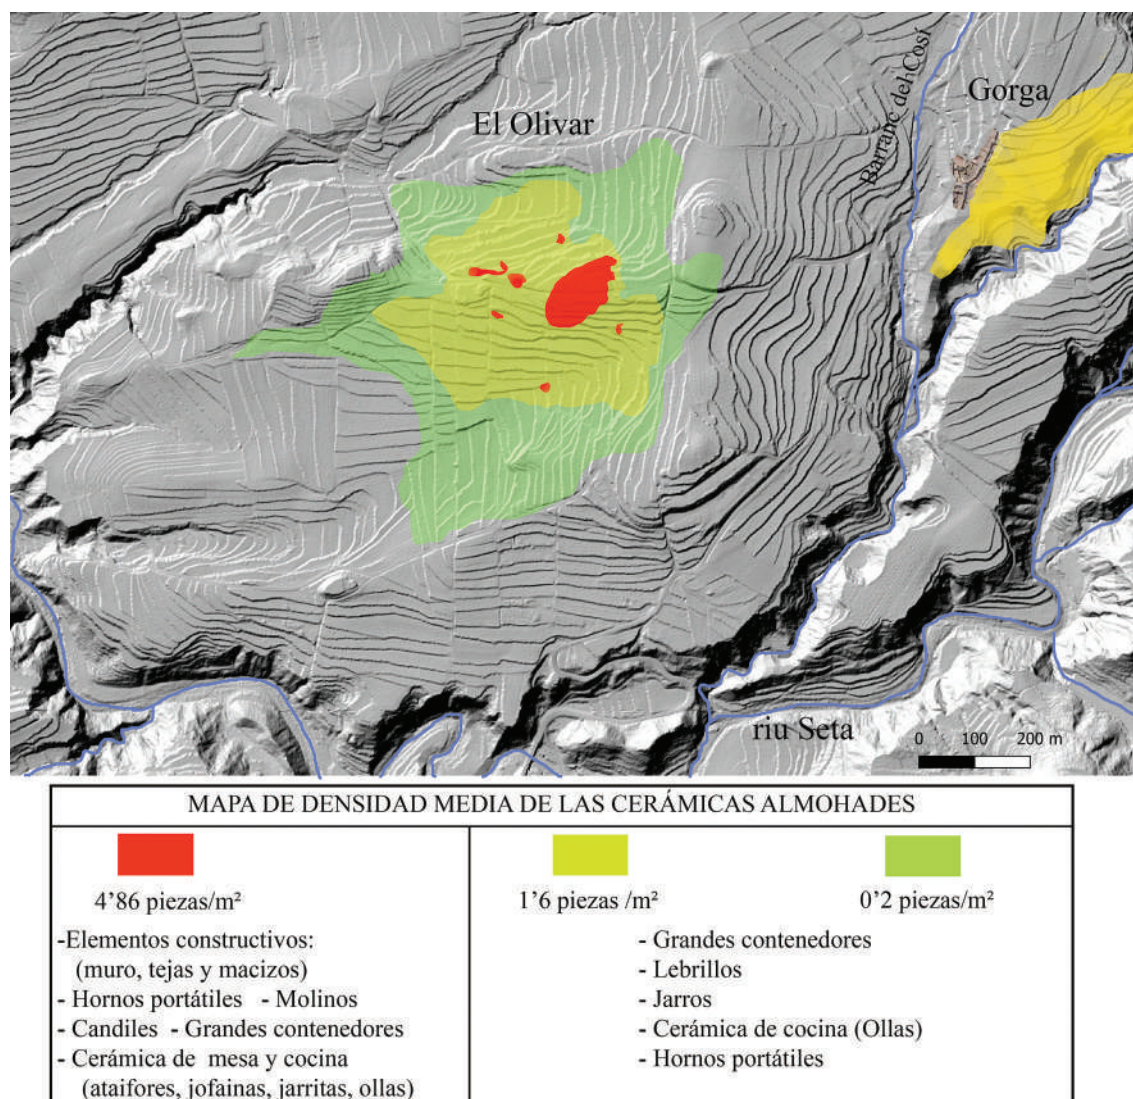 El Olivar
Barranc del Cosí
Gorga
riu Seta
0 100 200 m
MAPA DE DENSIDAD MEDIA DE LAS CERÁMICAS ALMOHADES
4'86 piezas/m²
-Elementos constructivos:
(muro, tejas y macizos)
- Hornos portátiles - Molinos
- Candiles - Grandes contenedores
- Cerámica de mesa y cocina
(ataifores, jofainas, jarritas, ollas)
1'6 piezas /m² 0'2 piezas/m²
- Grandes contenedores
- Lebrillos
- Jarros
- Cerámica de cocina (Ollas)
- Hornos portátiles